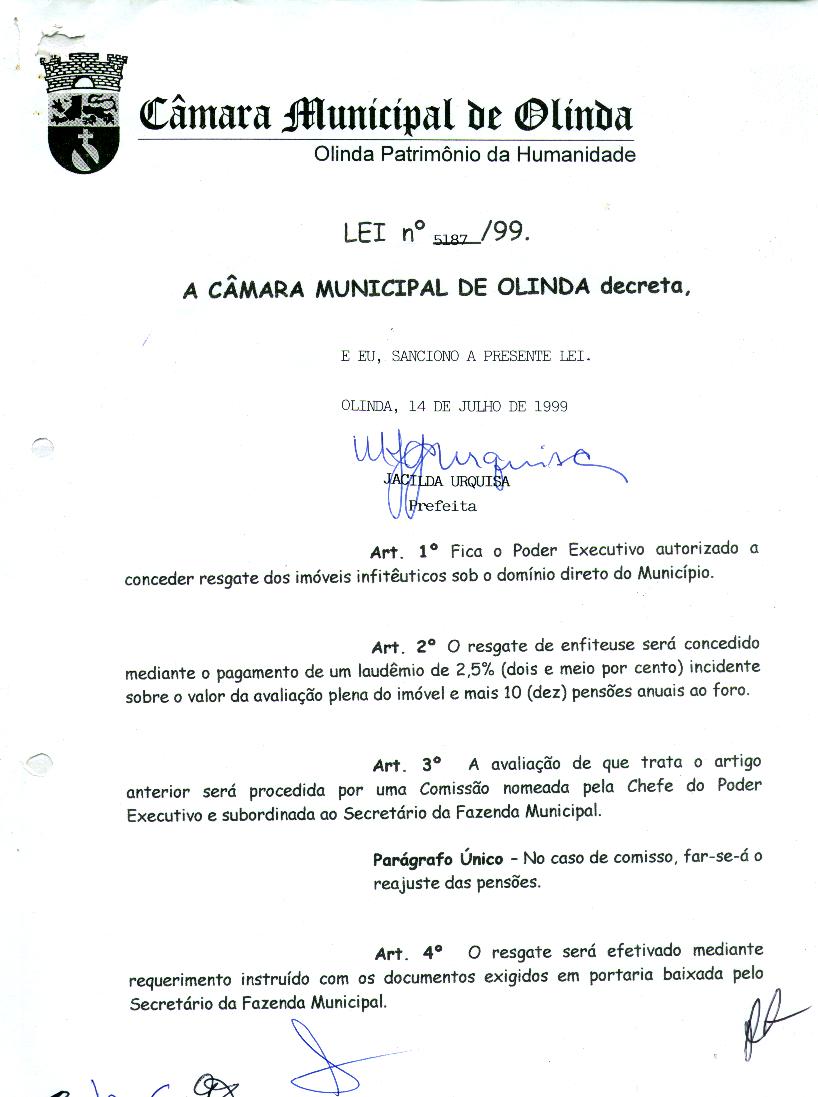 Câmara Municipal de Olinda
Olinda Patrimônio da Humanidade
LEI nº 5187/99.
A CÂMARA MUNICIPAL DE OLINDA decreta,
E EU, SANCIONO A PRESENTE LEI.
OLINDA, 14 DE JULHO DE 1999
JACILDA URQUISA
Prefeita
Art. 1º Fica o Poder Executivo autorizado a
conceder resgate dos imóveis infitêuticos sob o domínio direto do Município.
Art. 2º O resgate de enfiteuse será concedido
mediante o pagamento de um laudêmio de 2,5% (dois e meio por cento) incidente
sobre o valor da avaliação plena do imóvel e mais 10 (dez) pensões anuais ao foro.
Art. 3º A avaliação de que trata o artigo
anterior será procedida por uma Comissão nomeada pela Chefe do Poder
Executivo e subordinada ao Secretário da Fazenda Municipal.
Parágrafo Único - No caso de comisso, far-se-á o
reajuste das pensões.
Art. 4º O resgate será efetivado mediante
requerimento instruído com os documentos exigidos em portaria baixada pelo
Secretário da Fazenda Municipal.